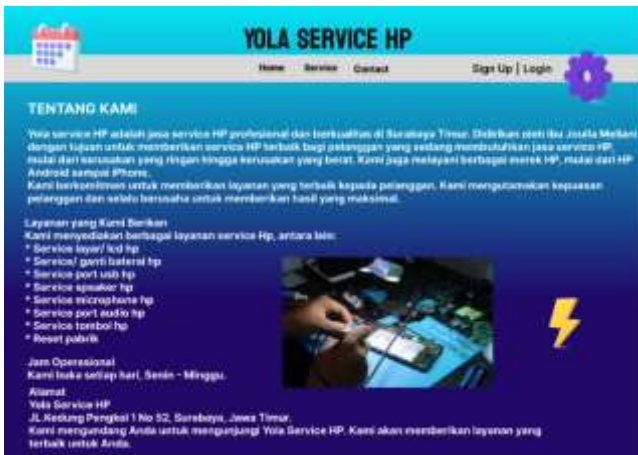 YOLA SERVICE HP
Home Service Contact Sign Up | Login
TENTANG KAMI
Yola service HP adalah jasa service HP profesional dan berkualitas di Surabaya Timur. Didirikan oleh Ibu Joulla Meilani
dengan tujuan untuk memberikan service HP terbaik bagi pelanggan yang sedang membutuhkan jasa service HP,
mulai dari kerusakan yang ringan hingga kerusakan yang berat. Kami juga melayani berbagai merek HP, mulai dari HP
Android sampai iPhone.
Kami berkomitmen untuk memberikan layanan yang terbaik kepada pelanggan. Kami mengutamakan kepuasan
pelanggan dan selalu berusaha untuk memberikan hasil yang maksimal.
Layanan yang Kami Berikan
Kami menyediakan berbagai layanan service Hp, antara lain:
* Service layar/ lcd hp
* Service/ ganti baterai hp
* Service port usb hp
* Service speaker hp
* Service microphone hp
* Service port audio hp
* Service tombol hp
* Reset pabrik
Jam Operasional
Kami buka setiap hari, Senin - Minggu.
Alamat
Yola Service HP
JL.Kedung Pengkol 1 No 52, Surabaya, Jawa Timur.
Kami mengundang Anda untuk mengunjungi Yola Service HP. Kami akan memberikan layanan yang
terbaik untuk Anda.